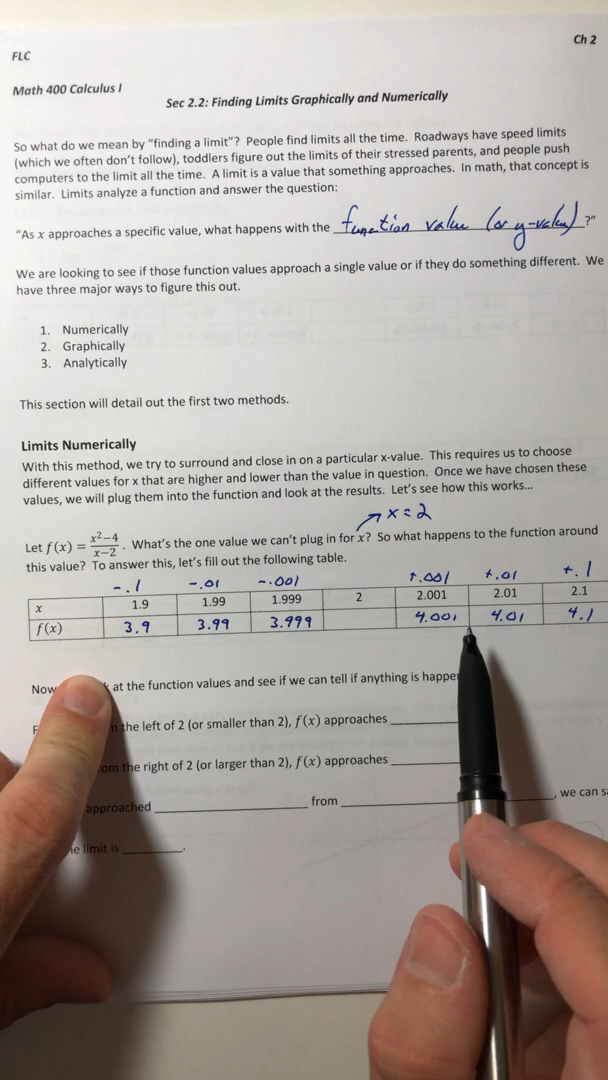 FLC
Ch 2
Math 400 Calculus I
Sec 2.2: Finding Limits Graphically and Numerically
So what do we mean by "finding a limit"? People find limits all the time. Roadways have speed limits
(which we often don't follow), toddlers figure out the limits of their stressed parents, and people push
computers to the limit all the time. A limit is a value that something approaches. In math, that concept is
similar. Limits analyze a function and answer the question:
"As x approaches a specific value, what happens with the function value (or y-value) ?"
We are looking to see if those function values approach a single value or if they do something different. We
have three major ways to figure this out.
1. Numerically
2. Graphically
3. Analytically
This section will detail out the first two methods.
Limits Numerically
With this method, we try to surround and close in on a particular x-value. This requires us to choose
different values for x that are higher and lower than the value in question. Once we have chosen these
values, we will plug them into the function and look at the results. Let's see how this works...
↗ x = 2
Let f(x) = x²−4 / x−2 . What's the one value we can't plug in for x? So what happens to the function around
this value? To answer this, let's fill out the following table.
-.1 -.01 -.001 +.001 +.01 +.1
x 1.9 1.99 1.999 2 2.001 2.01 2.1
f(x) 3.9 3.99 3.999 4.001 4.01 4.1
Now at the function values and see if we can tell if anything is
the left of 2 (or smaller than 2), f(x) approaches ________
the right of 2 (or larger than 2), f(x) approaches ________
approached ________ from ________, we can
limit is ________.